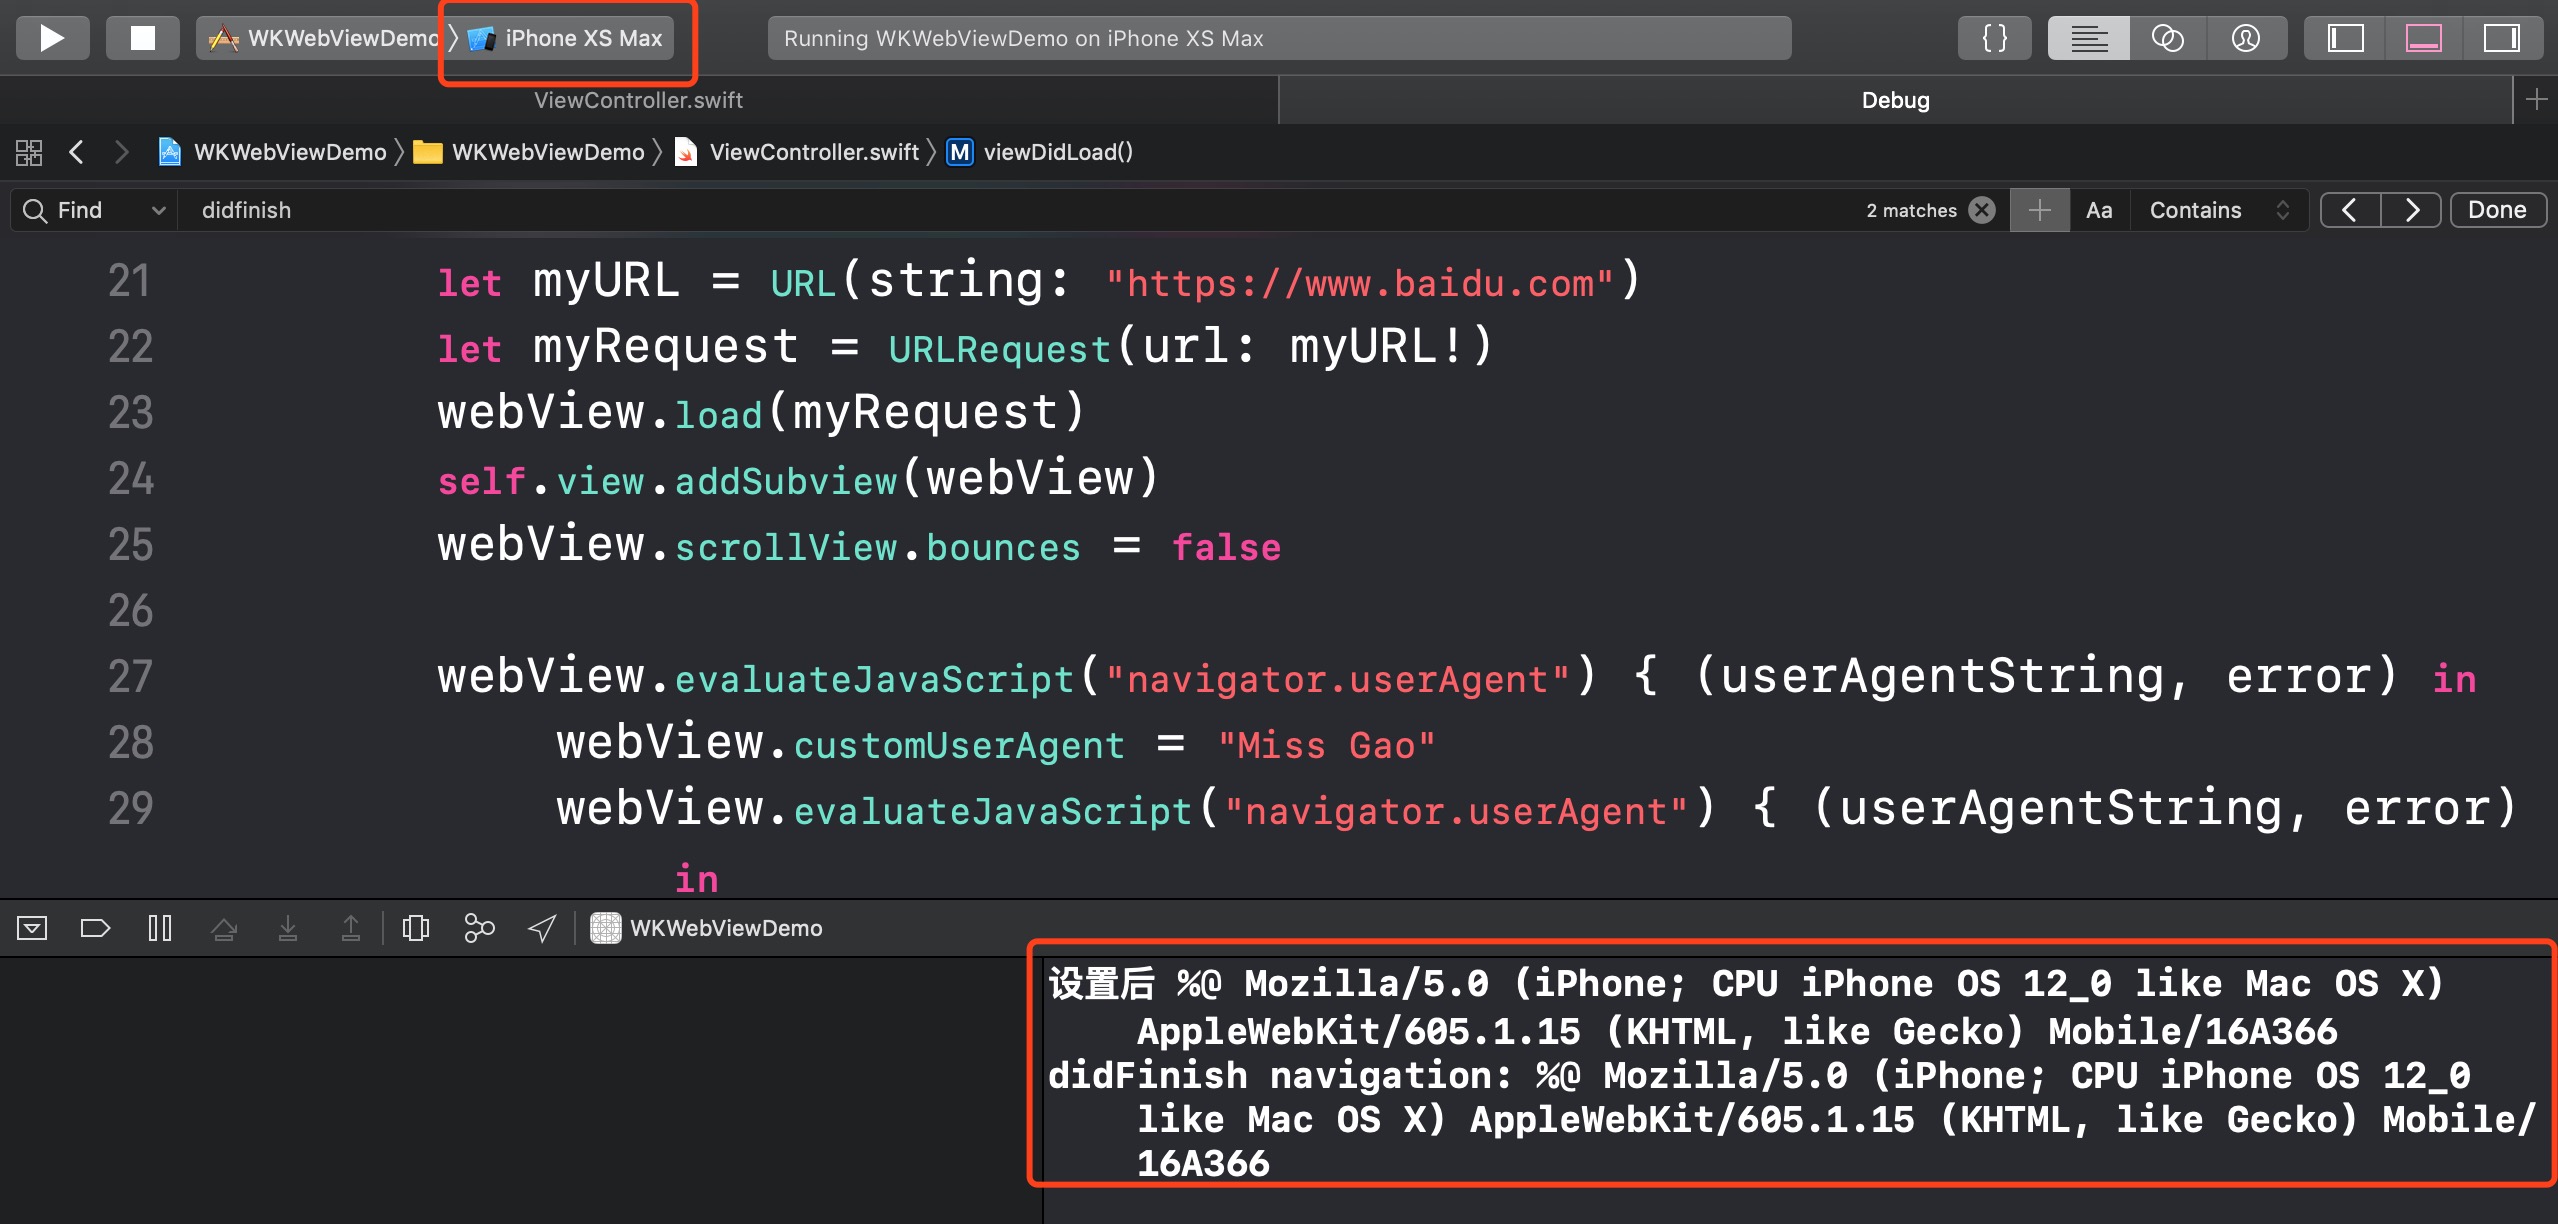 WKWebViewDemo 〉 iPhone XS Max
Running WKWebViewDemo on iPhone XS Max
{ }
ViewController.swift
Debug
WKWebViewDemo 〉 WKWebViewDemo 〉 ViewController.swift 〉 M viewDidLoad()
Find
didfinish
2 matches
Aa
Contains
Done
21 let myURL = URL(string: "https://www.baidu.com")
22 let myRequest = URLRequest(url: myURL!)
23 webView.load(myRequest)
24 self.view.addSubview(webView)
25 webView.scrollView.bounces = false
26
27 webView.evaluateJavaScript("navigator.userAgent") { (userAgentString, error) in
28 webView.customUserAgent = "Miss Gao"
29 webView.evaluateJavaScript("navigator.userAgent") { (userAgentString, error)
in
WKWebViewDemo
设置后 %@ Mozilla/5.0 (iPhone; CPU iPhone OS 12_0 like Mac OS X)
AppleWebKit/605.1.15 (KHTML, like Gecko) Mobile/16A366
didFinish navigation: %@ Mozilla/5.0 (iPhone; CPU iPhone OS 12_0
like Mac OS X) AppleWebKit/605.1.15 (KHTML, like Gecko) Mobile/
16A366